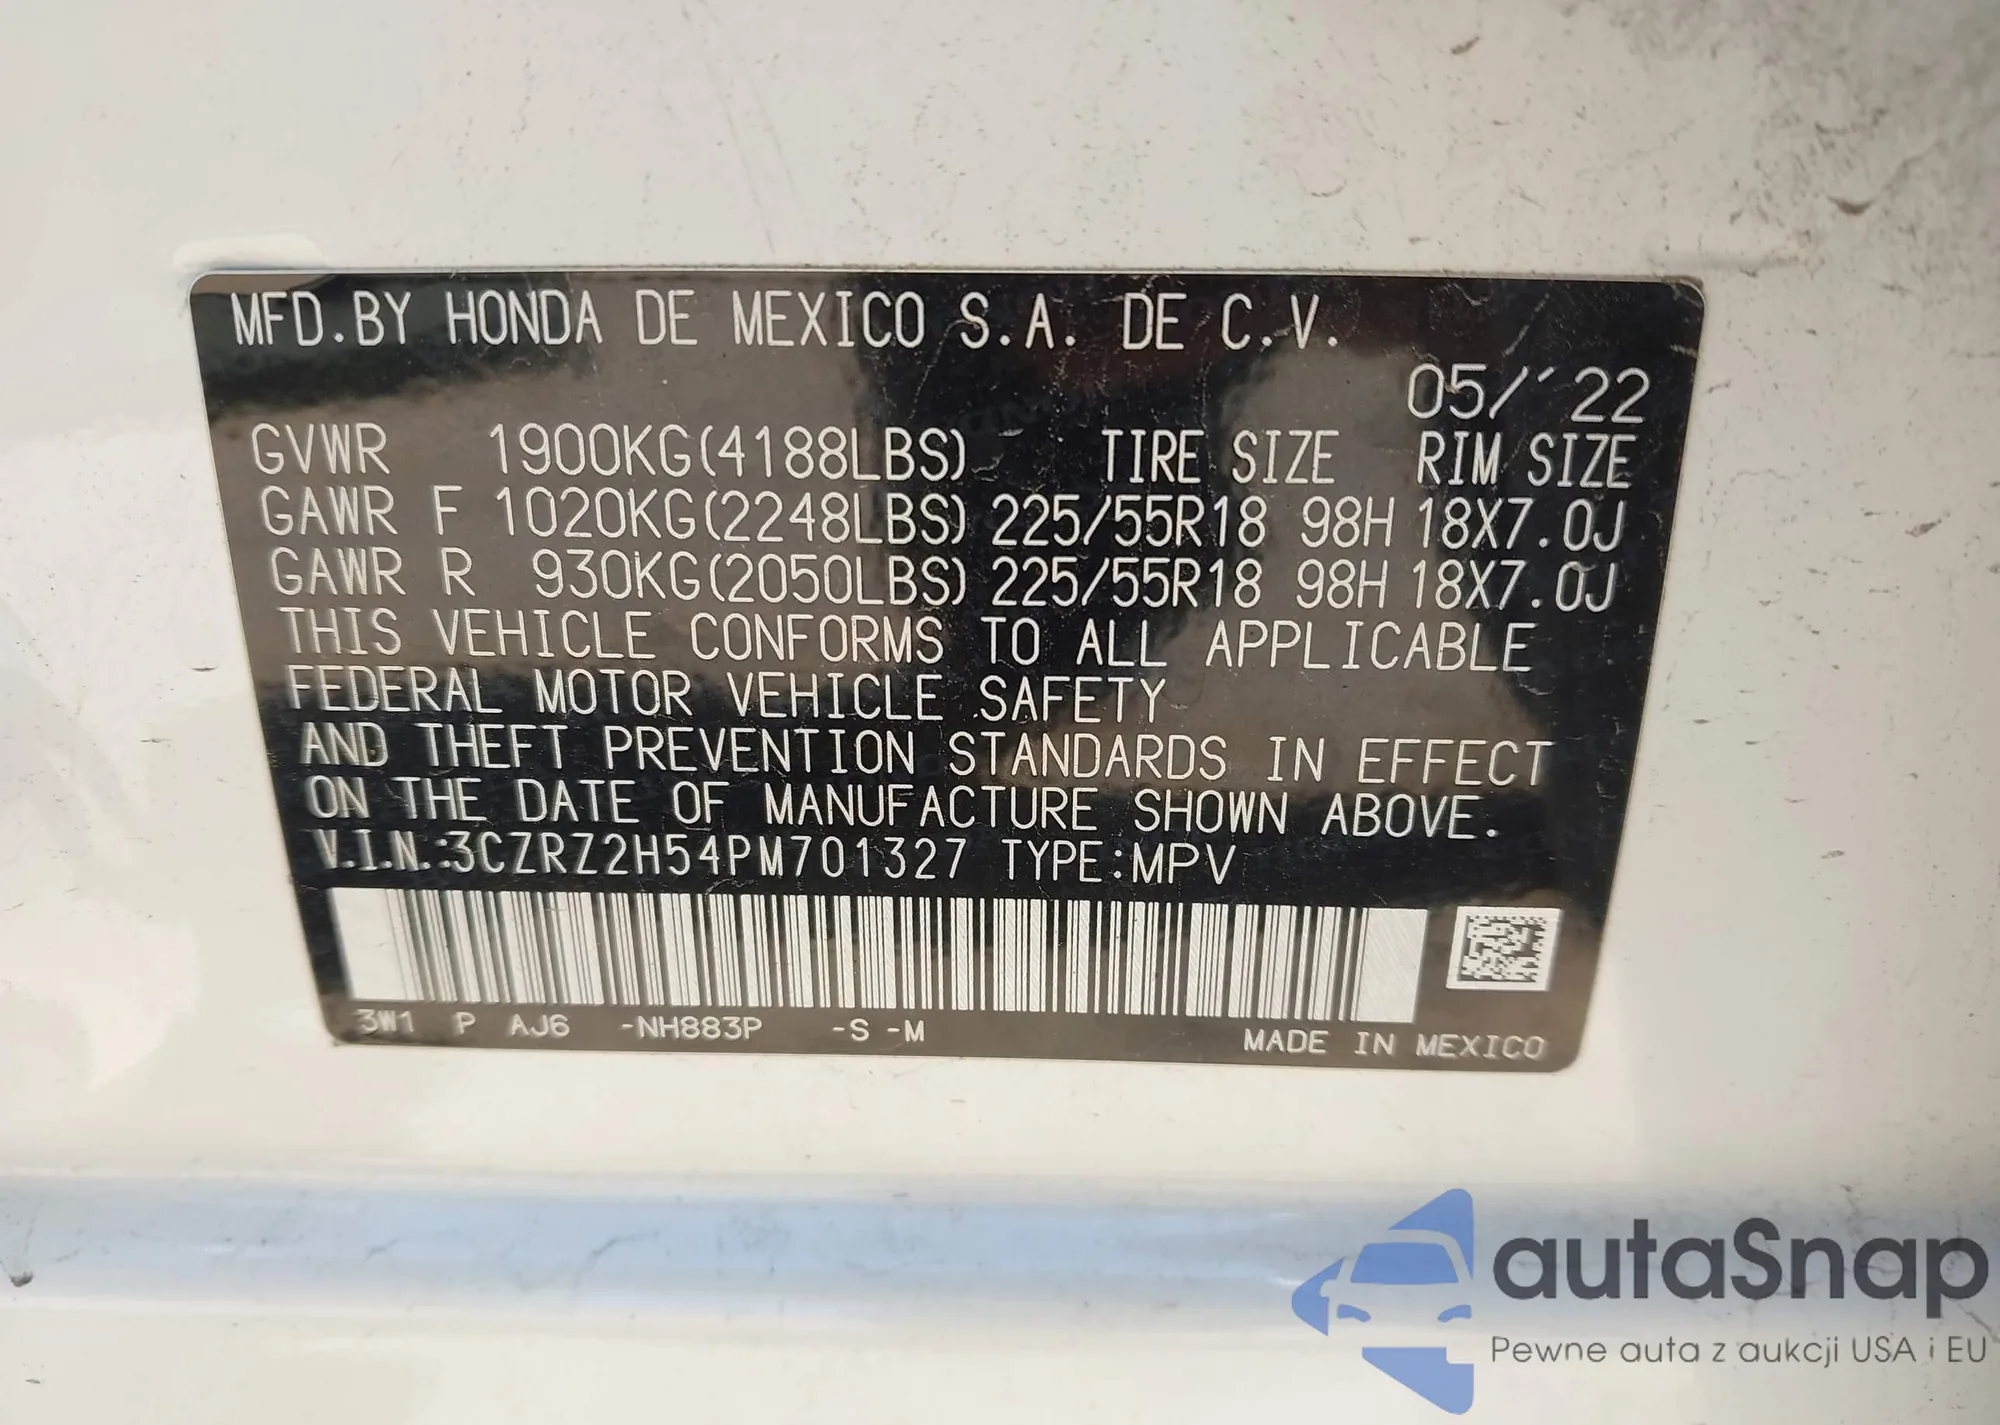 MFD.BY HONDA DE MEXICO S.A. DE C.V.
05/'22
GVWR 1900KG(4188LBS) TIRE SIZE RIM SIZE
GAWR F 1020KG(2248LBS) 225/55R18 98H 18X7.0J
GAWR R 930KG(2050LBS) 225/55R18 98H 18X7.0J
THIS VEHICLE CONFORMS TO ALL APPLICABLE
FEDERAL MOTOR VEHICLE SAFETY
AND THEFT PREVENTION STANDARDS IN EFFECT
ON THE DATE OF MANUFACTURE SHOWN ABOVE.
V.I.N.:3CZRZ2H54PM701327 TYPE:MPV
3W1 P AJ6 -NH883P -S -M MADE IN MEXICO
autaSnap
Pewne auta z aukcji USA i EU